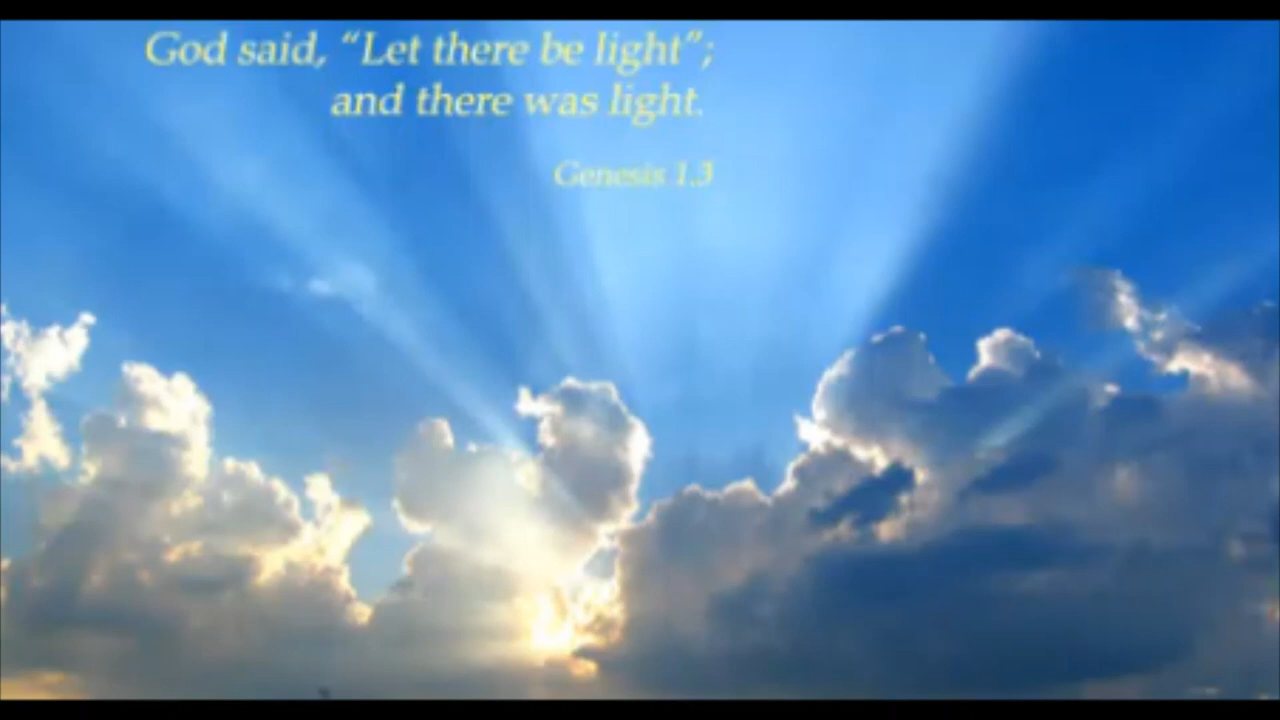 God said, “Let there be light”;
and there was light.
Genesis 1.3